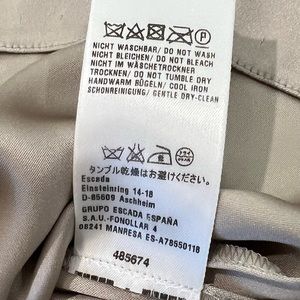 NICHT WASCHBAR/ DO NOT WASH
NICHT BLEICHEN/ DO NOT BLEACH
NICHT IM WÄSCHETROCKNER
TROCKNEN/ DO NOT TUMBLE DRY
HANDWARM BÜGELN/ COOL IRON
SCHONREINIGUNG/ GENTLE DRY-CLEAN
タンブル乾燥はお避けください。
Escada
Einsteinring 14-18
D-85609 Aschheim
GRUPO ESCADA ESPAÑA
S.A.U.-FONOLLAR 4
08241 MANRESA ES-A78550118
485674